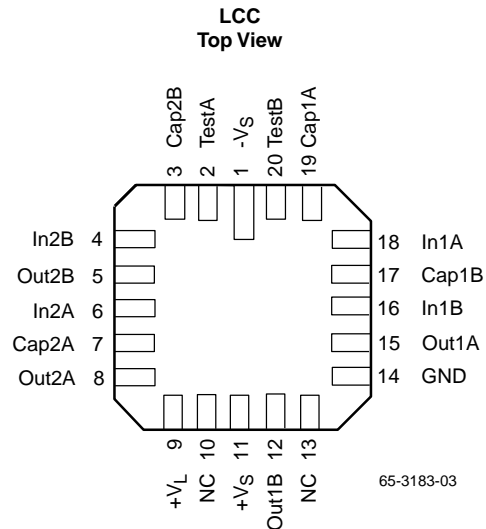 LCC
Top View
3 Cap2B
2 TestA
1 -VS
20 TestB
19 Cap1A
In2B 4
Out2B 5
In2A 6
Cap2A 7
Out2A 8
18 In1A
17 Cap1B
16 In1B
15 Out1A
14 GND
+VL 9
NC 10
+VS 11
Out1B 12
NC 13
65-3183-03